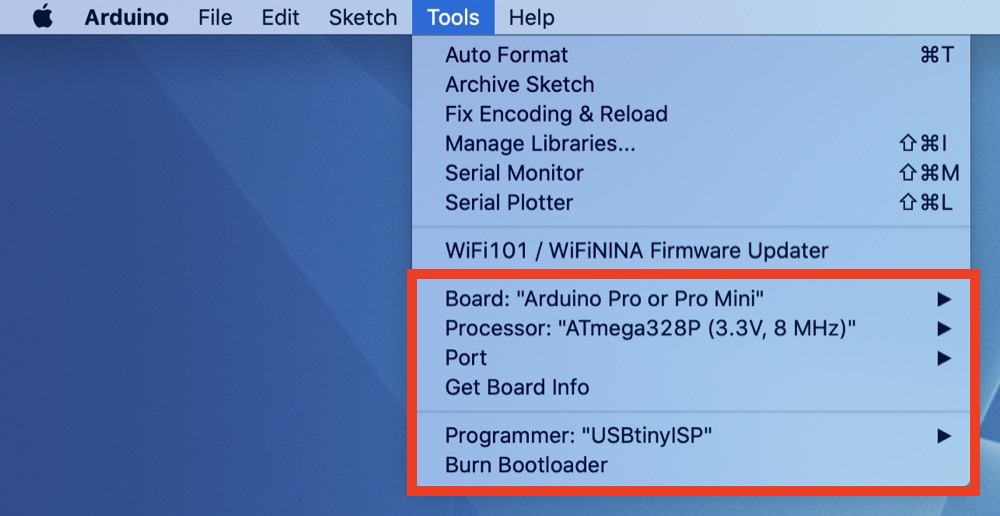 Arduino File Edit Sketch Tools Help
Auto Format ⌘T
Archive Sketch
Fix Encoding & Reload
Manage Libraries... ⇧⌘I
Serial Monitor ⇧⌘M
Serial Plotter ⇧⌘L
WiFi101 / WiFiNINA Firmware Updater
Board: "Arduino Pro or Pro Mini"
Processor: "ATmega328P (3.3V, 8 MHz)"
Port
Get Board Info
Programmer: "USBtinyISP"
Burn Bootloader